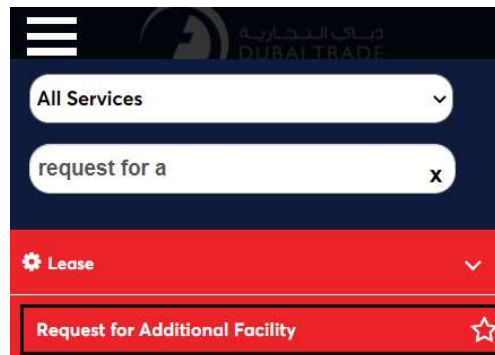 دبي التجارية
DUBAI TRADE
All Services
request for a
x
Lease
Request for Additional Facility